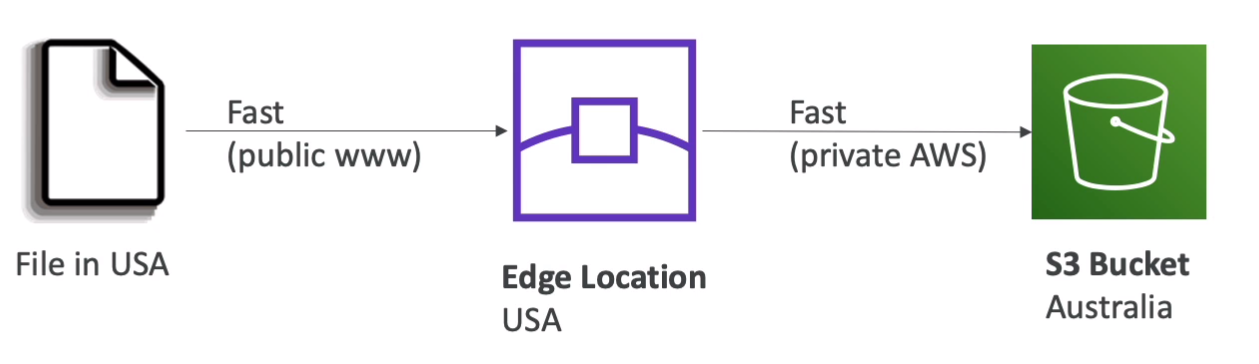 Fast
(public www)
Fast
(private AWS)
File in USA
Edge Location
USA
S3 Bucket
Australia